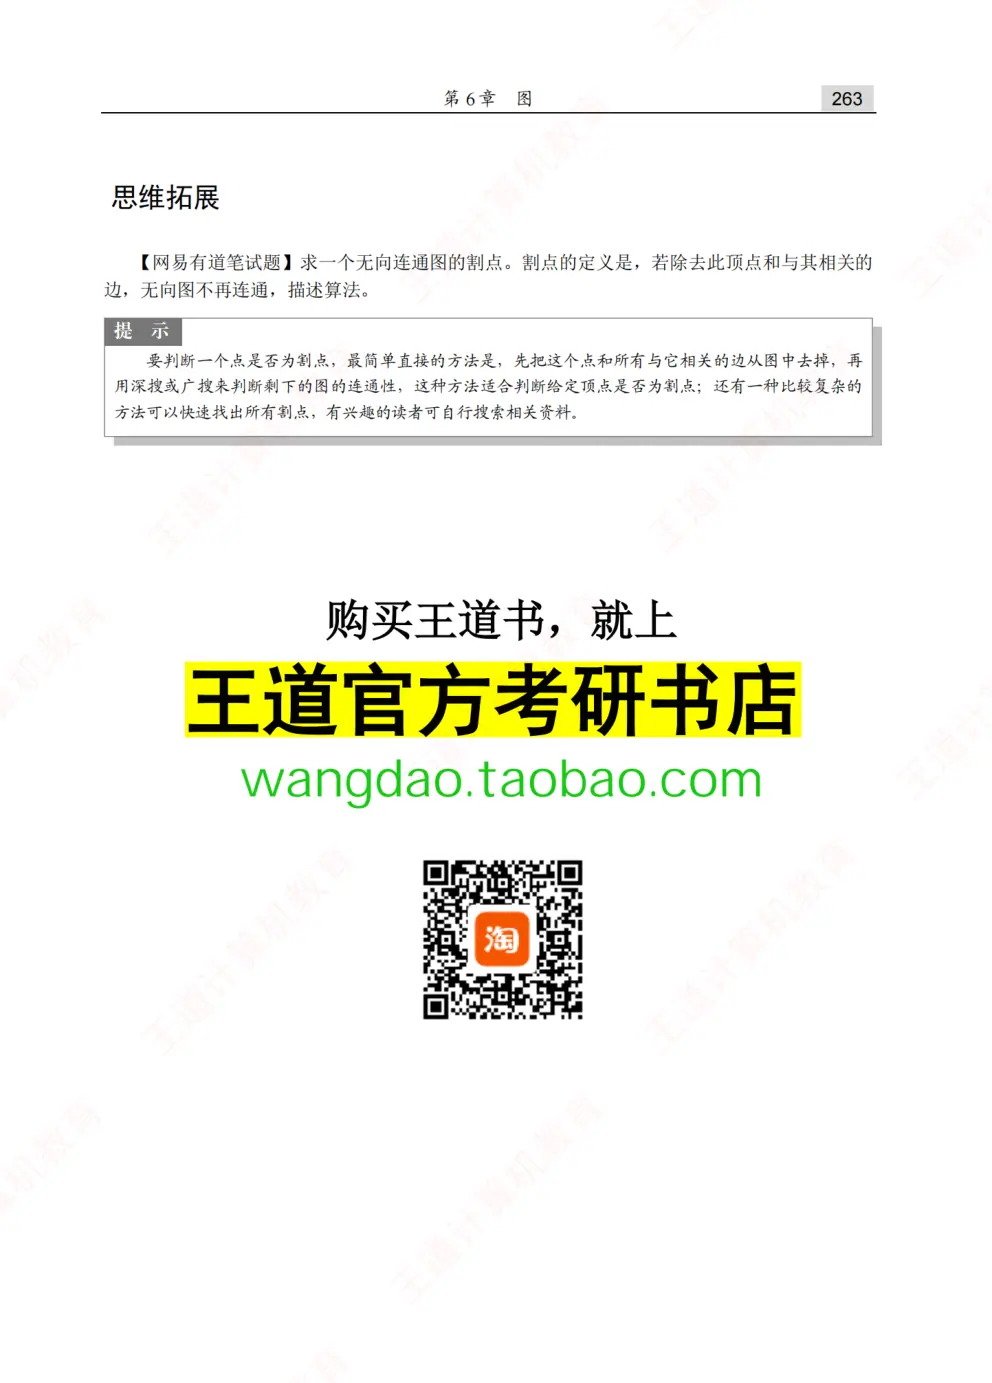 第 6 章　图　263
思维拓展
【网易有道笔试题】求一个无向连通图的割点。割点的定义是，若除去此顶点和与其相关的
边，无向图不再连通，描述算法。
提　示
要判断一个点是否为割点，最简单直接的方法是，先把这个点和所有与它相关的边从图中去掉，再
用深搜或广搜来判断剩下的图的连通性，这种方法适合判断给定顶点是否为割点；还有一种比较复杂的
方法可以快速找出所有割点，有兴趣的读者可自行搜索相关资料。
购买王道书，就上
王道官方考研书店
wangdao.taobao.com
淘
王道计算机教育